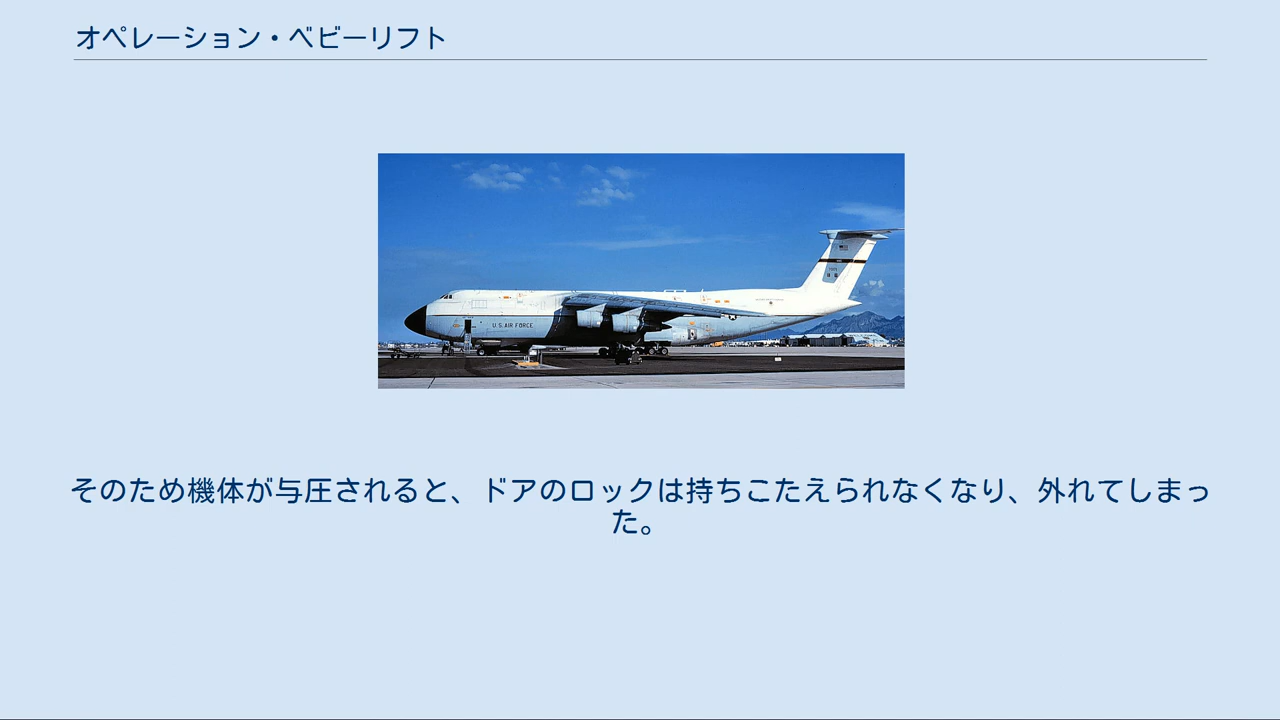 オペレーション・ベビーリフト
U.S. AIR FORCE
そのため機体が与圧されると、ドアのロックは持ちこたえられなくなり、外れてしまっ
た。